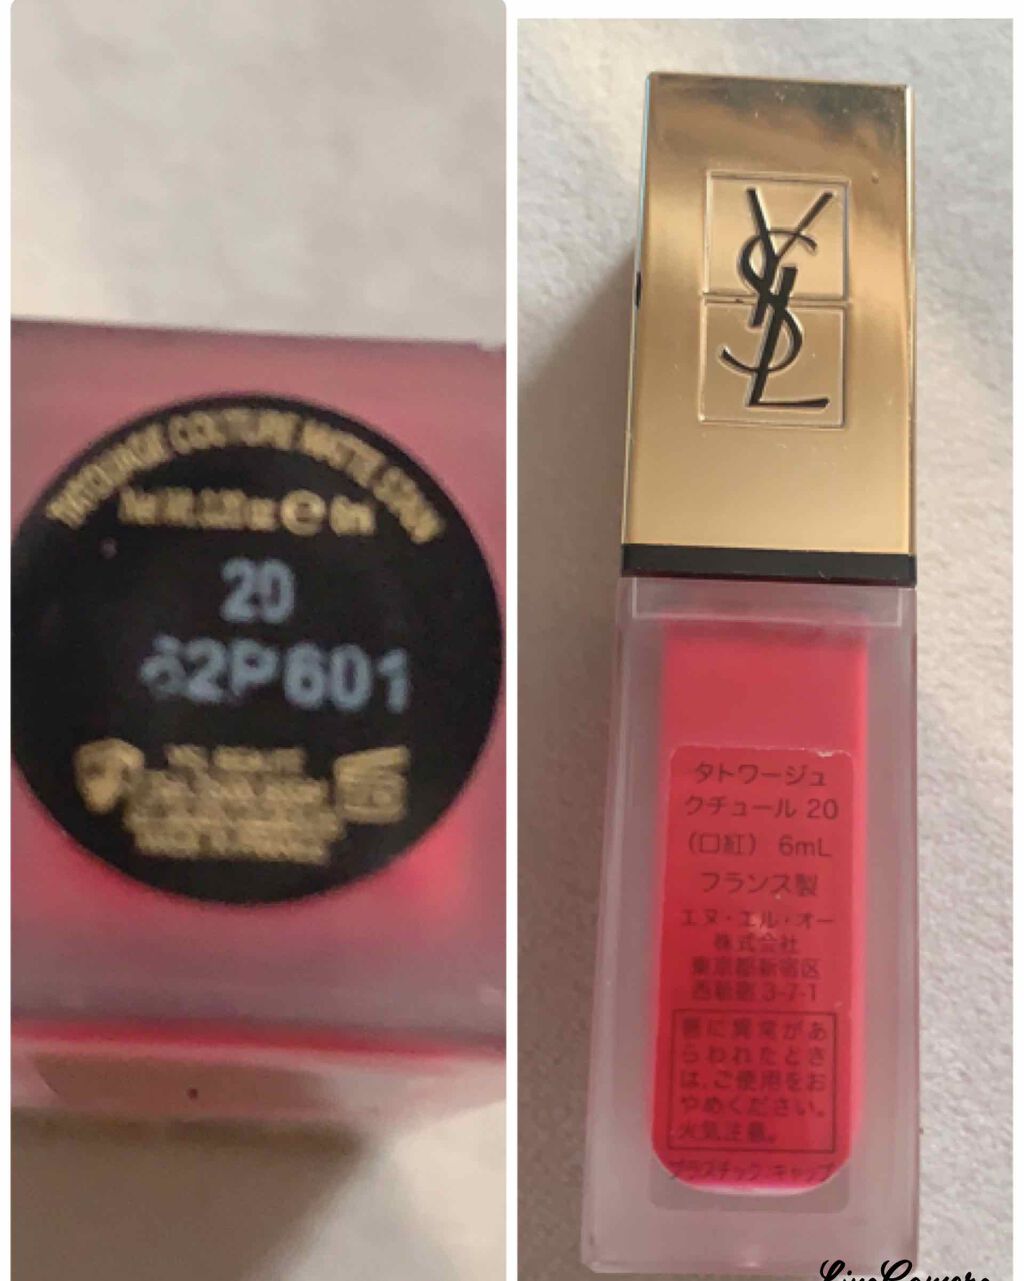 TATOUAGE COUTURE MATTE STAIN
20
62P601
YSL
タトワージュ
クチュール 20
（口紅） 6mL
フランス製
エヌ・エル・オー
株式会社
東京都新宿区
西新宿 3-7-1
唇に異常があ
らわれたとき
は、ご使用をお
やめください。
火気注意。
プラスチック：キャップ
LiveCamera